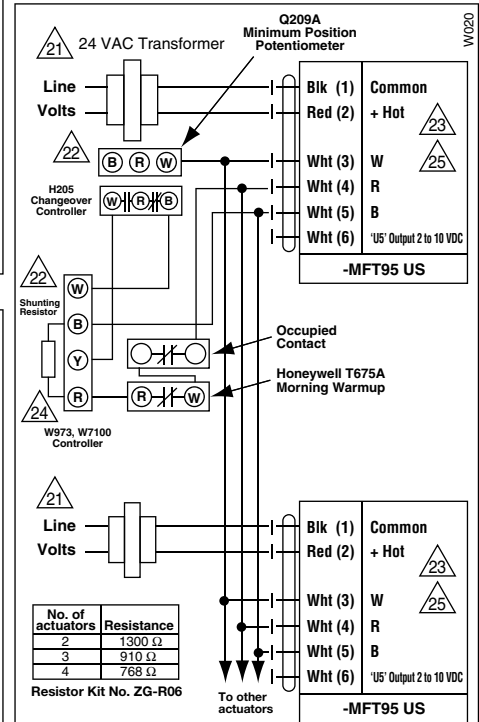 W020
Q209A
Minimum Position
Potentiometer
21 24 VAC Transformer
Line
Volts
Blk (1) Common
Red (2) + Hot
23
22
B R W
Wht (3) W
25
Wht (4) R
H205
Changeover
Controller
W R B
Wht (5) B
Wht (6) 'U5' Output 2 to 10 VDC
-MFT95 US
22
Shunting
Resistor
W
B
Y
R
24
W973, W7100
Controller
Occupied
Contact
R W
Honeywell T675A
Morning Warmup
21
Line
Volts
Blk (1) Common
Red (2) + Hot
23
Wht (3) W
25
Wht (4) R
Wht (5) B
Wht (6) 'U5' Output 2 to 10 VDC
-MFT95 US
No. of
actuators Resistance
2 1300 Ω
3 910 Ω
4 768 Ω
Resistor Kit No. ZG-R06
To other
actuators